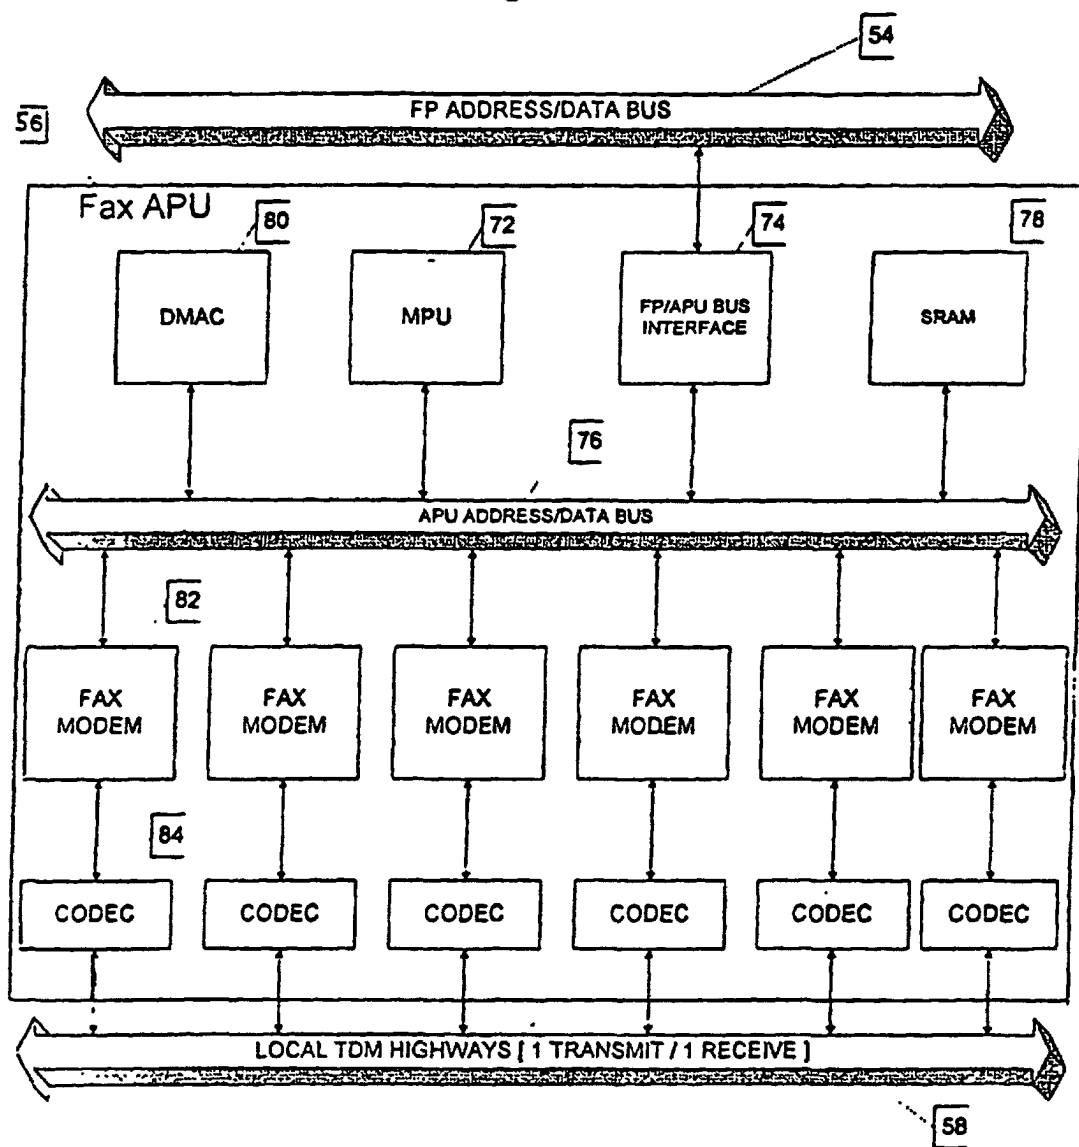 54
FP ADDRESS/DATA BUS
56
Fax APU
80
72
74
78
DMAC
MPU
FP/APU BUS
INTERFACE
SRAM
76
APU ADDRESS/DATA BUS
82
FAX
MODEM
FAX
MODEM
FAX
MODEM
FAX
MODEM
FAX
MODEM
FAX
MODEM
84
CODEC
CODEC
CODEC
CODEC
CODEC
CODEC
LOCAL TDM HIGHWAYS [ 1 TRANSMIT / 1 RECEIVE ]
58